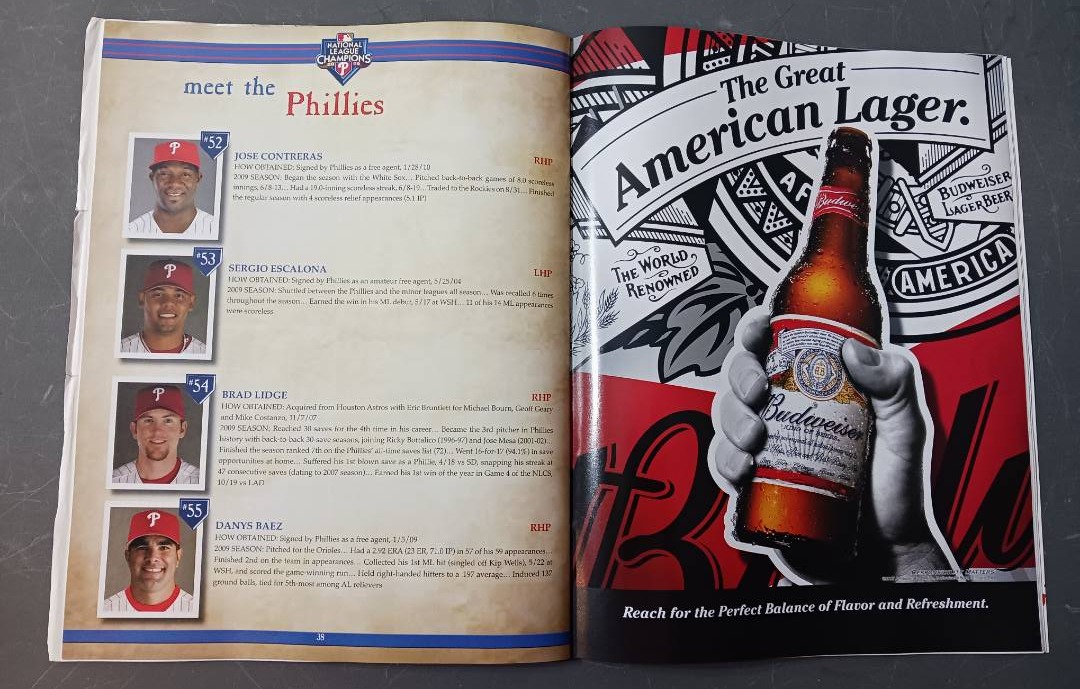 NATIONAL
LEAGUE
CHAMPIONS
P
meet the
Phillies
#52
P
JOSE CONTRERAS
RHP
HOW OBTAINED: Signed by Phillies as a free agent, 1/28/10
2009 SEASON: Began the season with the White Sox... Pitched back-to-back games of 8.0 scoreless
innings, 6/8-13... Had a 19.0-inning scoreless streak, 6/8-19... Traded to the Rockies on 8/31... Finished
the regular season with 4 scoreless relief appearances (5.1 IP)
#53
P
SERGIO ESCALONA
LHP
HOW OBTAINED: Signed by Phillies as an amateur free agent, 5/25/04
2009 SEASON: Shuttled between the Phillies and the minor leagues all season... Was recalled 6 times
throughout the season... Earned the win in his ML debut, 5/17 at WSH... 11 of his 14 ML appearances
were scoreless
#54
P
BRAD LIDGE
RHP
HOW OBTAINED: Acquired from Houston Astros with Eric Bruntlett for Michael Bourn, Geoff Geary
and Mike Costanzo, 11/7/07
2009 SEASON: Reached 30 saves for the 4th time in his career... Became the 3rd pitcher in Phillies
history with back-to-back 30-save seasons, joining Ricky Bottalico (1996-97) and Jose Mesa (2001-02)...
Finished the season ranked 7th on the Phillies' all-time saves list (72)... Went 16-for-17 (94.1%) in save
opportunities at home... Suffered his 1st blown save as a Phillie, 4/18 vs SD, snapping his streak at
47 consecutive saves (dating to 2007 season)... Earned his 1st win of the year in Game 4 of the NLCS,
10/19 vs LAD
#55
P
DANYS BAEZ
RHP
HOW OBTAINED: Signed by Phillies as a free agent, 1/5/09
2009 SEASON: Pitched for the Orioles... Had a 2.92 ERA (23 ER, 71.0 IP) in 57 of his 59 appearances...
Finished 2nd on the team in appearances... Collected his 1st ML hit (singled off Kip Wells), 5/22 at
WSH, and scored the game-winning run... Held right-handed hitters to a .197 average... Induced 137
ground balls, tied for 5th-most among AL relievers
38
The Great
American Lager.
BUDWEISER
LAGER BEER
THE WORLD
RENOWNED
AMERICA
Budweiser
KING OF BEERS
Reach for the Perfect Balance of Flavor and Refreshment.